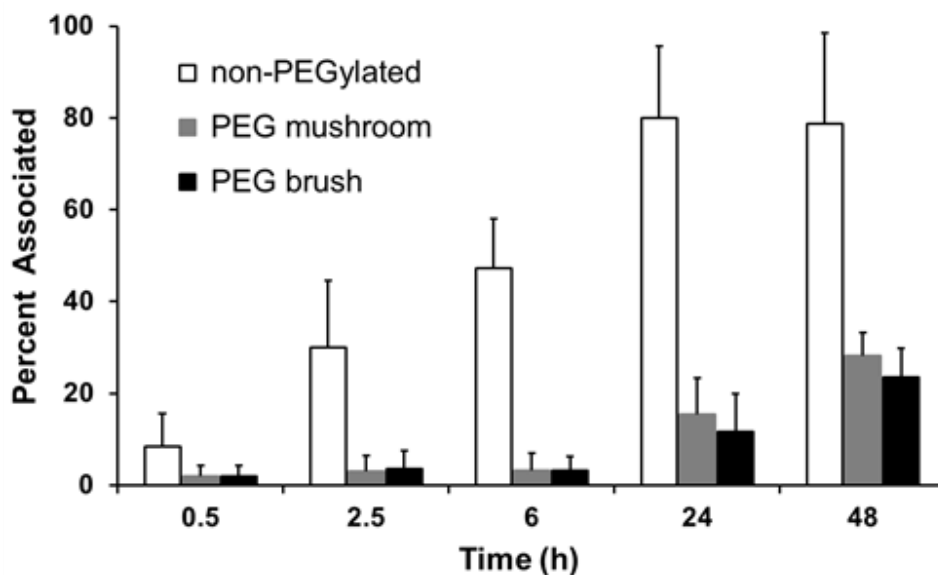 100
80
60
40
20
0
Percent Associated
non-PEGylated
PEG mushroom
PEG brush
0.5 2.5 6 24 48
Time (h)